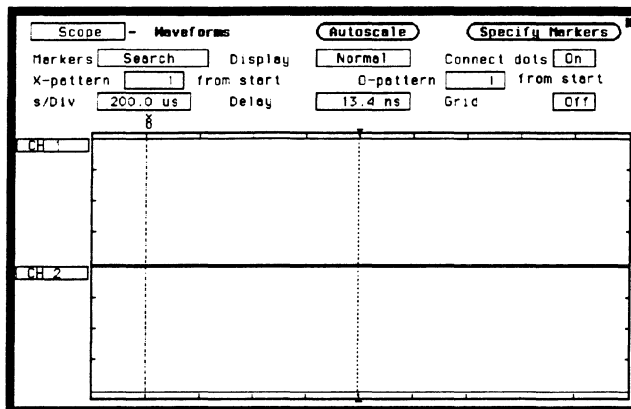 Scope - Waveforms Autoscale Specify Markers
Markers Search Display Normal Connect dots On
X-pattern 1 from start O-pattern 1 from start
s/Div 200.0 us Delay 13.4 ns Grid Off
X
O
CH 1
CH 2